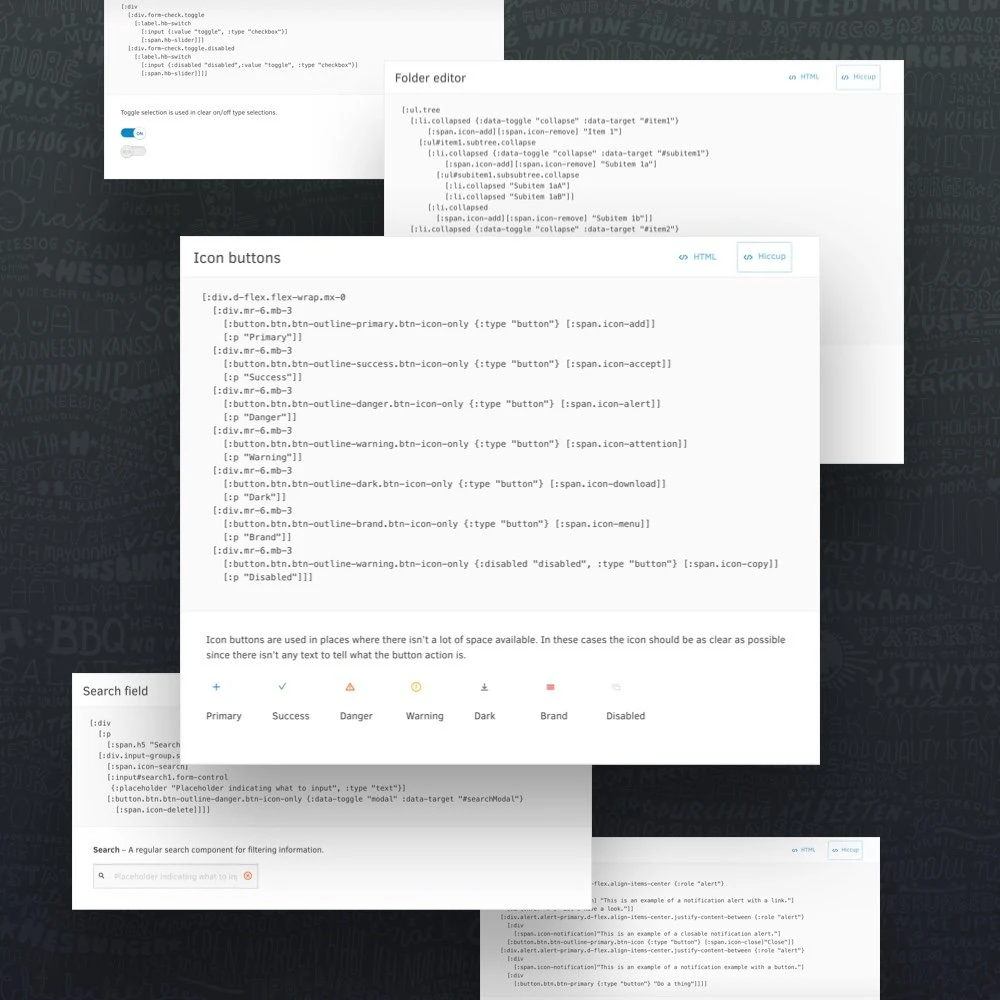 [:div
[:div.form-check.toggle
[:label.hb-switch
[:input {:value "toggle", :type "checkbox"}]
[:span.hb-slider]]]
[:div.form-check.toggle.disabled
[:label.hb-switch
[:input {:disabled "disabled",:value "toggle", :type "checkbox"}]
[:span.hb-slider]]]]
Toggle selection is used in clear on/off type selections.
ON
Folder editor
HTML
Hiccup
[:ul.tree
[:li.collapsed {:data-toggle "collapse" :data-target "#item1"}
[:span.icon-add][:span.icon-remove] "Item 1"]
[:ul#item1.subtree.collapse
[:li.collapsed {:data-toggle "collapse" :data-target "#subitem1"}
[:span.icon-add][:span.icon-remove] "Subitem 1a"]
[:ul#subitem1.subsubtree.collapse
[:li.collapsed "Subitem 1aA"]
[:li.collapsed "Subitem 1aB"]]
[:li.collapsed
[:span.icon-add][:span.icon-remove] "Subitem 1b"]]
[:li.collapsed {:data-toggle "collapse" :data-target "#item2"}
Icon buttons
HTML
Hiccup
[:div.d-flex.flex-wrap.mx-0
[:div.mr-6.mb-3
[:button.btn.btn-outline-primary.btn-icon-only {:type "button"} [:span.icon-add]]
[:p "Primary"]]
[:div.mr-6.mb-3
[:button.btn.btn-outline-success.btn-icon-only {:type "button"} [:span.icon-accept]]
[:p "Success"]]
[:div.mr-6.mb-3
[:button.btn.btn-outline-danger.btn-icon-only {:type "button"} [:span.icon-alert]]
[:p "Danger"]]
[:div.mr-6.mb-3
[:button.btn.btn-outline-warning.btn-icon-only {:type "button"} [:span.icon-attention]]
[:p "Warning"]]
[:div.mr-6.mb-3
[:button.btn.btn-outline-dark.btn-icon-only {:type "button"} [:span.icon-download]]
[:p "Dark"]]
[:div.mr-6.mb-3
[:button.btn.btn-outline-brand.btn-icon-only {:type "button"} [:span.icon-menu]]
[:p "Brand"]]
[:div.mr-6.mb-3
[:button.btn.btn-outline-warning.btn-icon-only {:disabled "disabled", :type "button"} [:span.icon-copy]]
[:p "Disabled"]]]
Icon buttons are used in places where there isn't a lot of space available. In these cases the icon should be as clear as possible
since there isn't any text to tell what the button action is.
Primary Success Danger Warning Dark Brand Disabled
Search field
[:div
[:p
[:span.h5 "Search
[:div.input-group.s
[:span.icon-search]
[:input#search1.form-control
{:placeholder "Placeholder indicating what to input", :type "text"}]
[:button.btn.btn-outline-danger.btn-icon-only {:data-toggle "modal" :data-target "#searchModal"}
[:span.icon-delete]]]]
Search – A regular search component for filtering information.
Placeholder indicating what to in
HTML
Hiccup
-flex.align-items-center {:role "alert"}
"This is an example of a notification alert with a link."]
have a look."]]
[:div.alert.alert-primary.d-flex.align-items-center.justify-content-between {:role "alert"}
[:div
[:span.icon-notification]"This is an example of a closable notification alert."]
[:button.btn.btn-outline-primary.btn-icon {:type "button"} [:span.icon-close]"Close"]]
[:div.alert.alert-primary.d-flex.align-items-center.justify-content-between {:role "alert"}
[:div
[:span.icon-notification]"This is an example of a notification example with a button."]
[:div
[:button.btn.btn-primary {:type "button"} "Do a thing"]]]]
BBQ